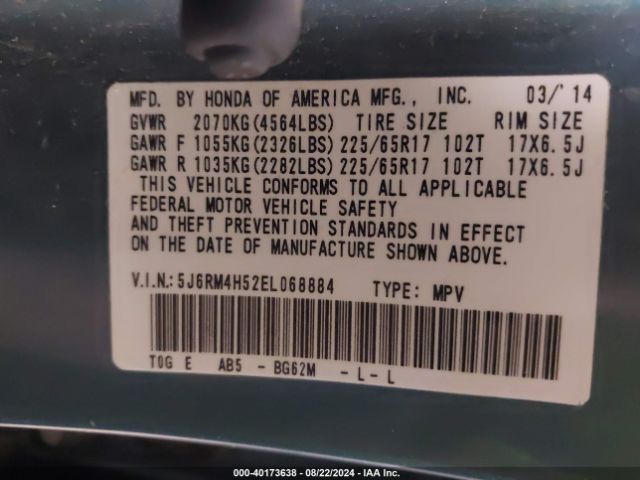 MFD. BY HONDA OF AMERICA MFG., INC. 03/'14
GVWR 2070KG(4564LBS) TIRE SIZE RIM SIZE
GAWR F 1055KG(2326LBS) 225/65R17 102T 17X6.5J
GAWR R 1035KG(2282LBS) 225/65R17 102T 17X6.5J
THIS VEHICLE CONFORMS TO ALL APPLICABLE
FEDERAL MOTOR VEHICLE SAFETY
AND THEFT PREVENTION STANDARDS IN EFFECT
ON THE DATE OF MANUFACTURE SHOWN ABOVE.
V.I.N.:5J6RM4H52EL068884 TYPE: MPV
T0G E AB5 - BG62M - L - L
000-40173638 - 08/22/2024 - IAA Inc.